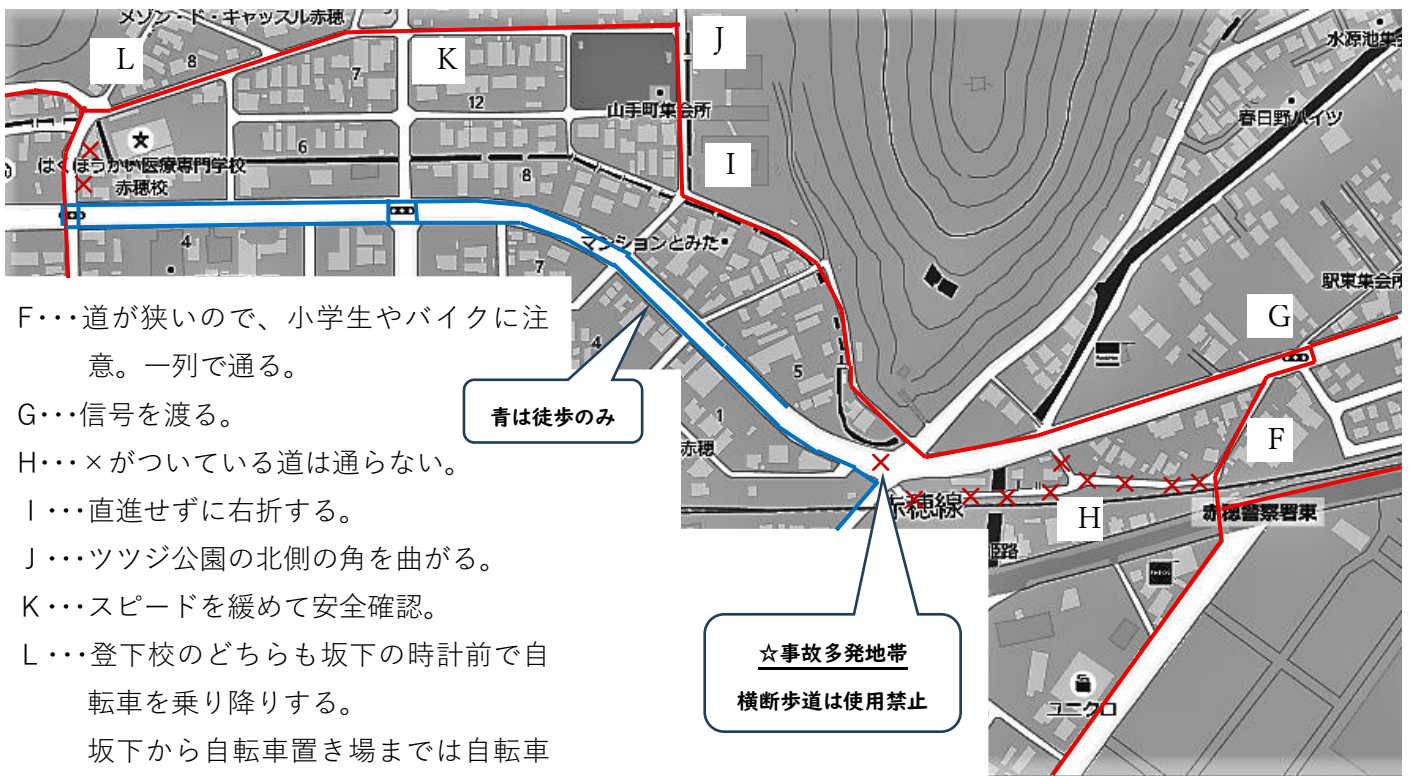 メゾン・ド・キャッスル赤穂
L
K
J
8
7
12
水源池集会
山手町集会所
春日野ハイツ
6
I
はくほうかい医療専門学校
赤穂校
8
4
マンションとみた
7
駅東集会所
G
F･･･道が狭いので、小学生やバイクに注
意。一列で通る。
G･･･信号を渡る。
H･･･×がついている道は通らない。
I･･･直進せずに右折する。
J･･･ツツジ公園の北側の角を曲がる。
K･･･スピードを緩めて安全確認。
L･･･登下校のどちらも坂下の時計前で自
転車を乗り降りする。
坂下から自転車置き場までは自転車
4
青は徒歩のみ
5
1
赤穂
F
赤穂線
H
赤穂警察署東
姫路
☆事故多発地帯
横断歩道は使用禁止
ユニクロ